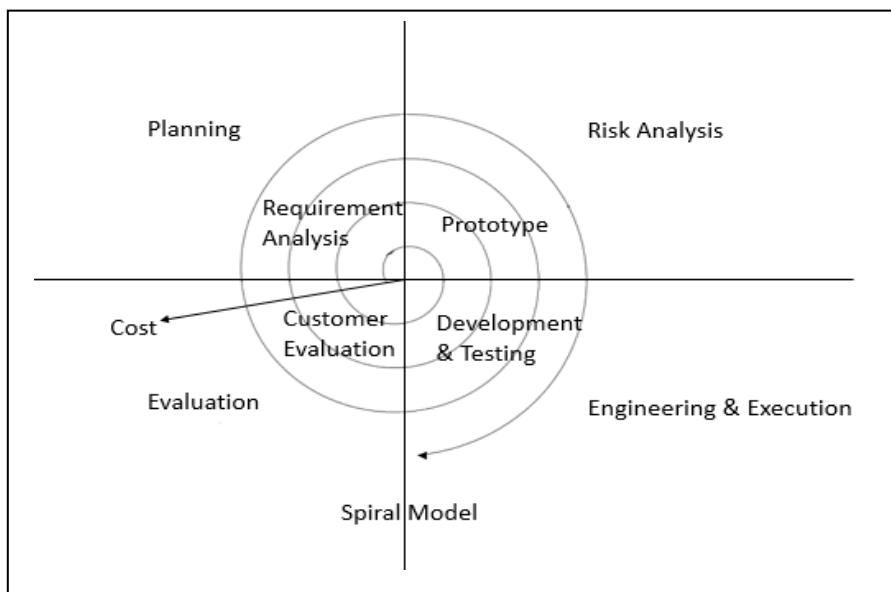 Planning
Risk Analysis
Requirement
Analysis
Prototype
Cost
Customer
Evaluation
Development
& Testing
Evaluation
Engineering & Execution
Spiral Model